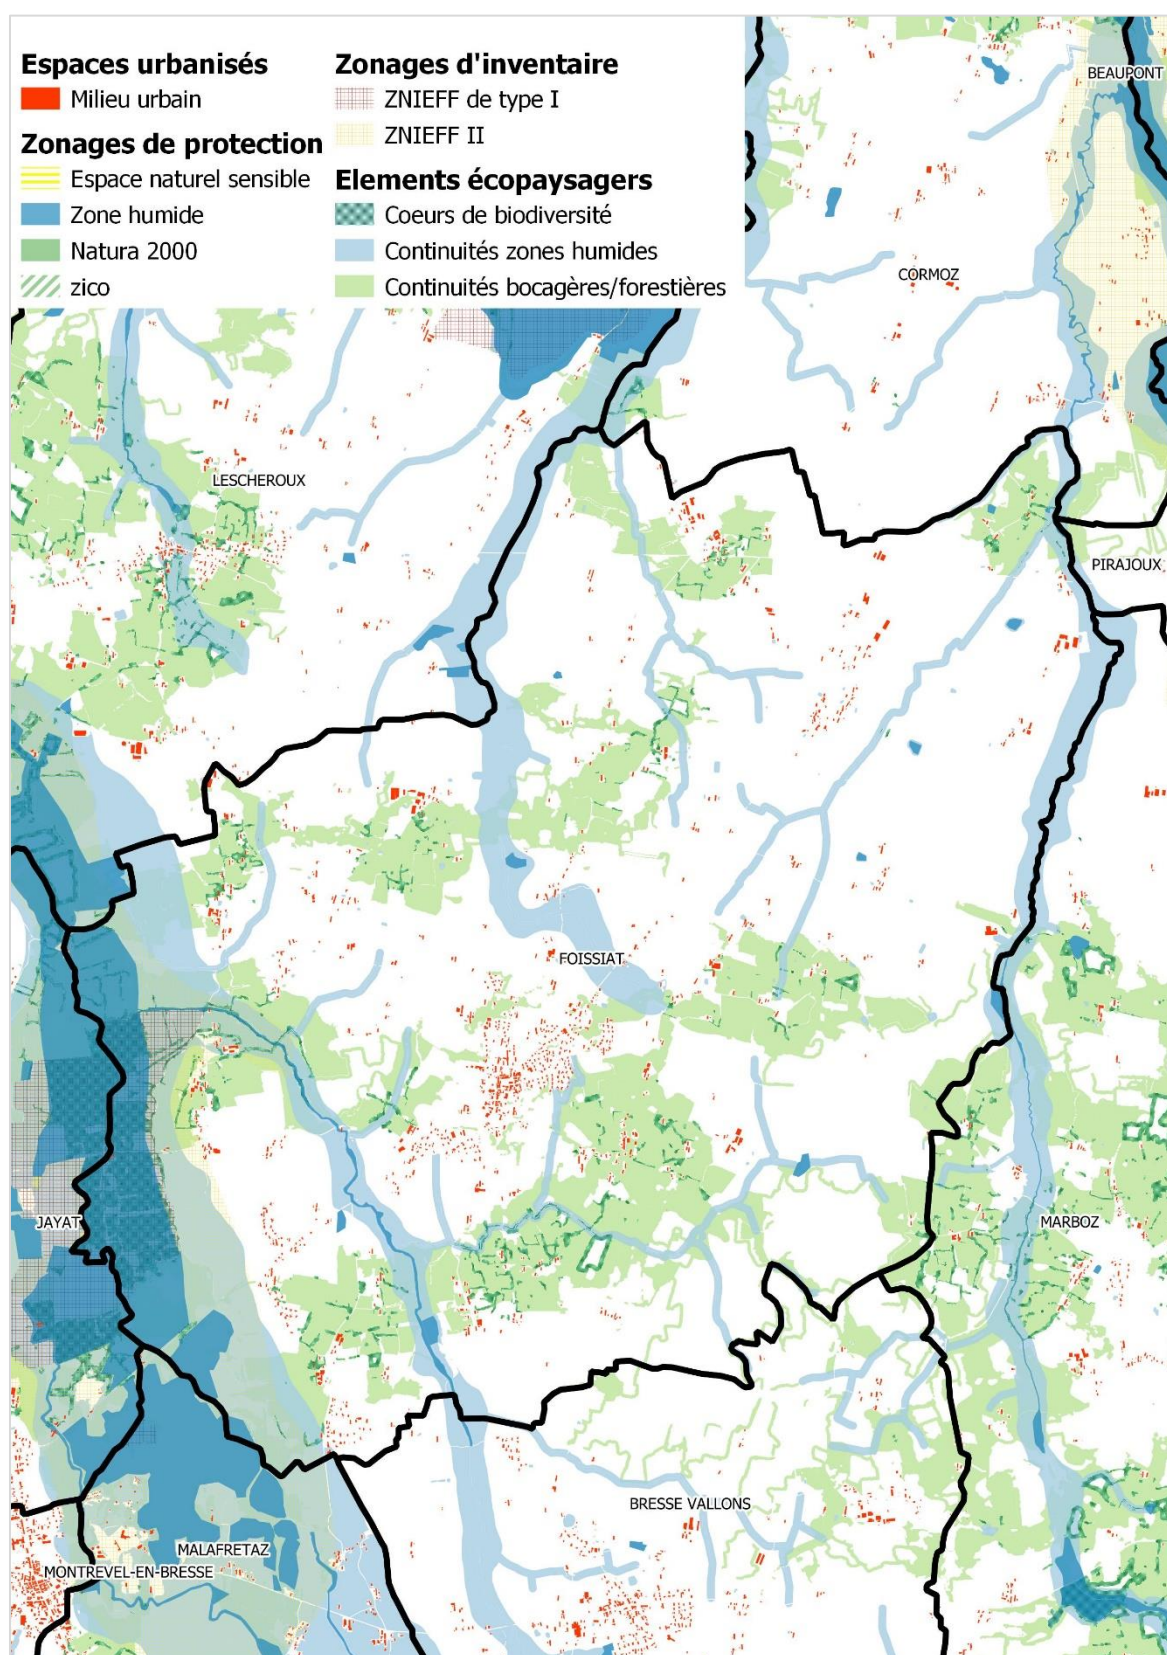 Espaces urbanisés
Milieu urbain
Zonages de protection
Espace naturel sensible
Zone humide
Natura 2000
zico
Zonages d'inventaire
ZNIEFF de type I
ZNIEFF II
Elements écopaysagers
Coeurs de biodiversité
Continuités zones humides
Continuités bocagères/forestières
BEAUPONT
CORMOZ
LESCHEROUX
PIRAJOUX
FOISSIAT
JAYAT
MARBOZ
BRESSE VALLONS
MALAFRETAZ
MONTREVEL-EN-BRESSE